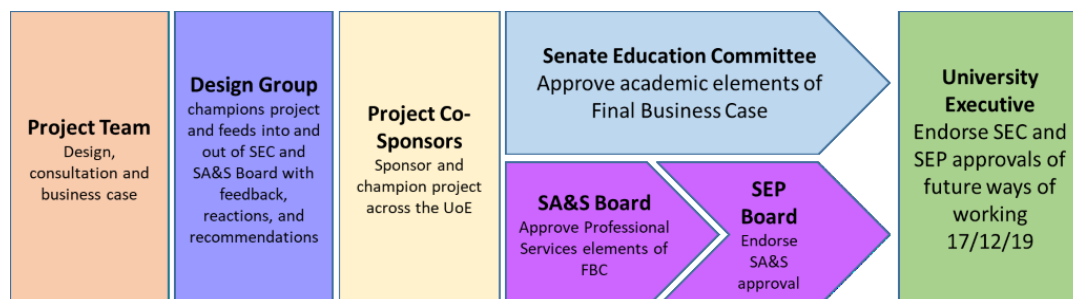 Project Team
Design,
consultation and
business case
Design Group
champions project
and feeds into and
out of SEC and
SA&S Board with
feedback,
reactions, and
recommendations
Project Co-
Sponsors
Sponsor and
champion project
across the UoE
Senate Education Committee
Approve academic elements of
Final Business Case
SA&S Board
Approve Professional
Services elements of
FBC
SEP
Board
Endorse
SA&S
approval
University
Executive
Endorse SEC and
SEP approvals of
future ways of
working
17/12/19